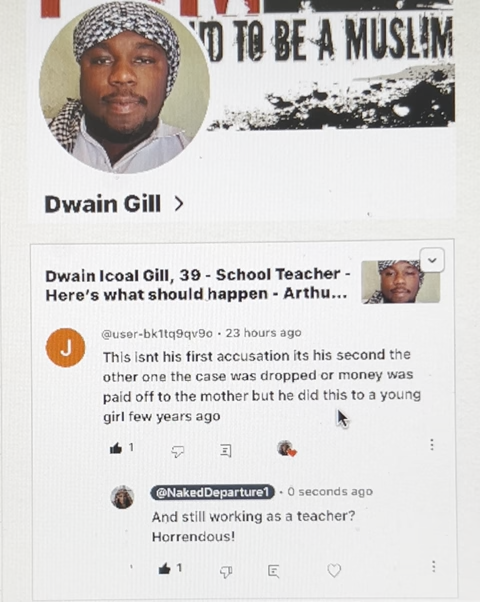 D TO BE A MUSLIM
Dwain Gill >
Dwain Icoal Gill, 39 - School Teacher -
Here's what should happen - Arthu...
J
@user-bk1tq9qv9o · 23 hours ago
This isnt his first accusation its his second the
other one the case was dropped or money was
paid off to the mother but he did this to a young
girl few years ago
1
@NakedDeparture1 · 0 seconds ago
And still working as a teacher?
Horrendous!
1